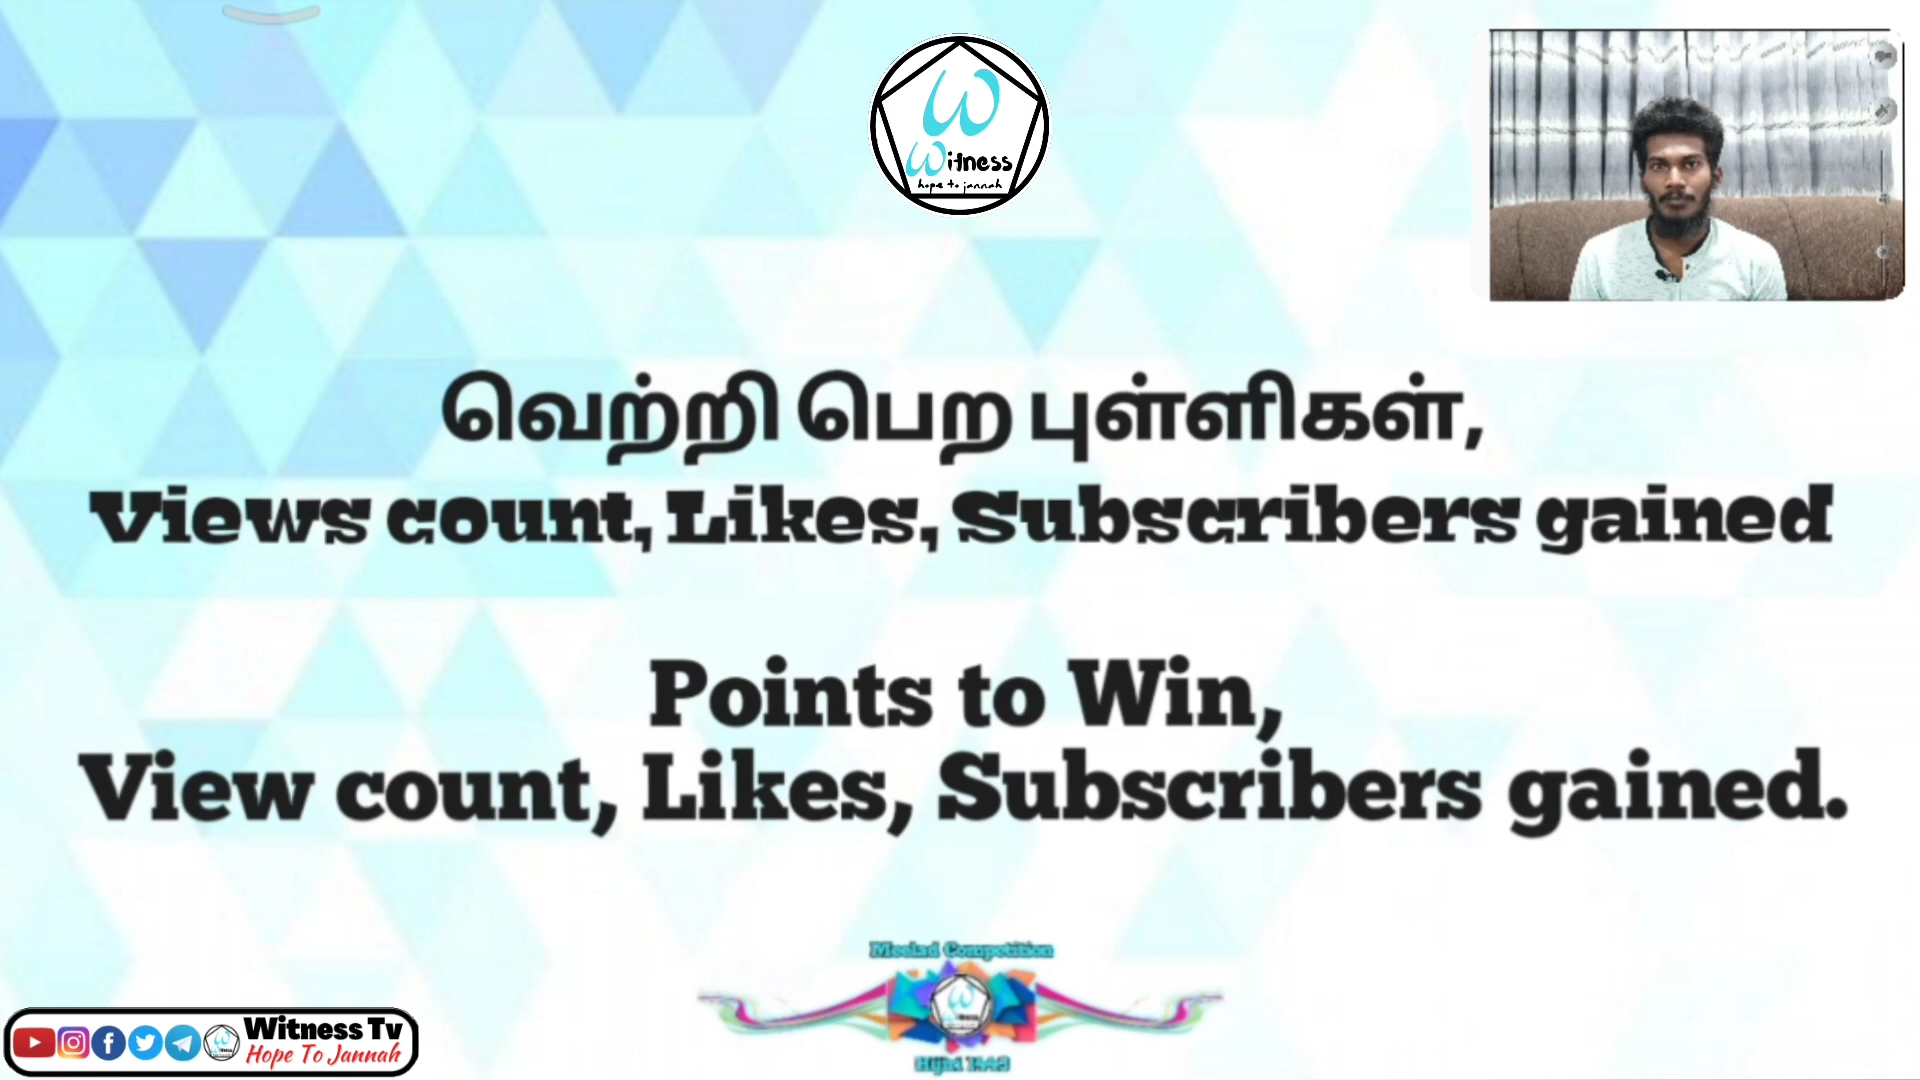 W
Witness
hope to jannah
வெற்றி பெற புள்ளிகள்,
Views count, Likes, Subscribers gained
Points to Win,
View count, Likes, Subscribers gained.
Meelad Competition
Witness Tv
Hope To Jannah